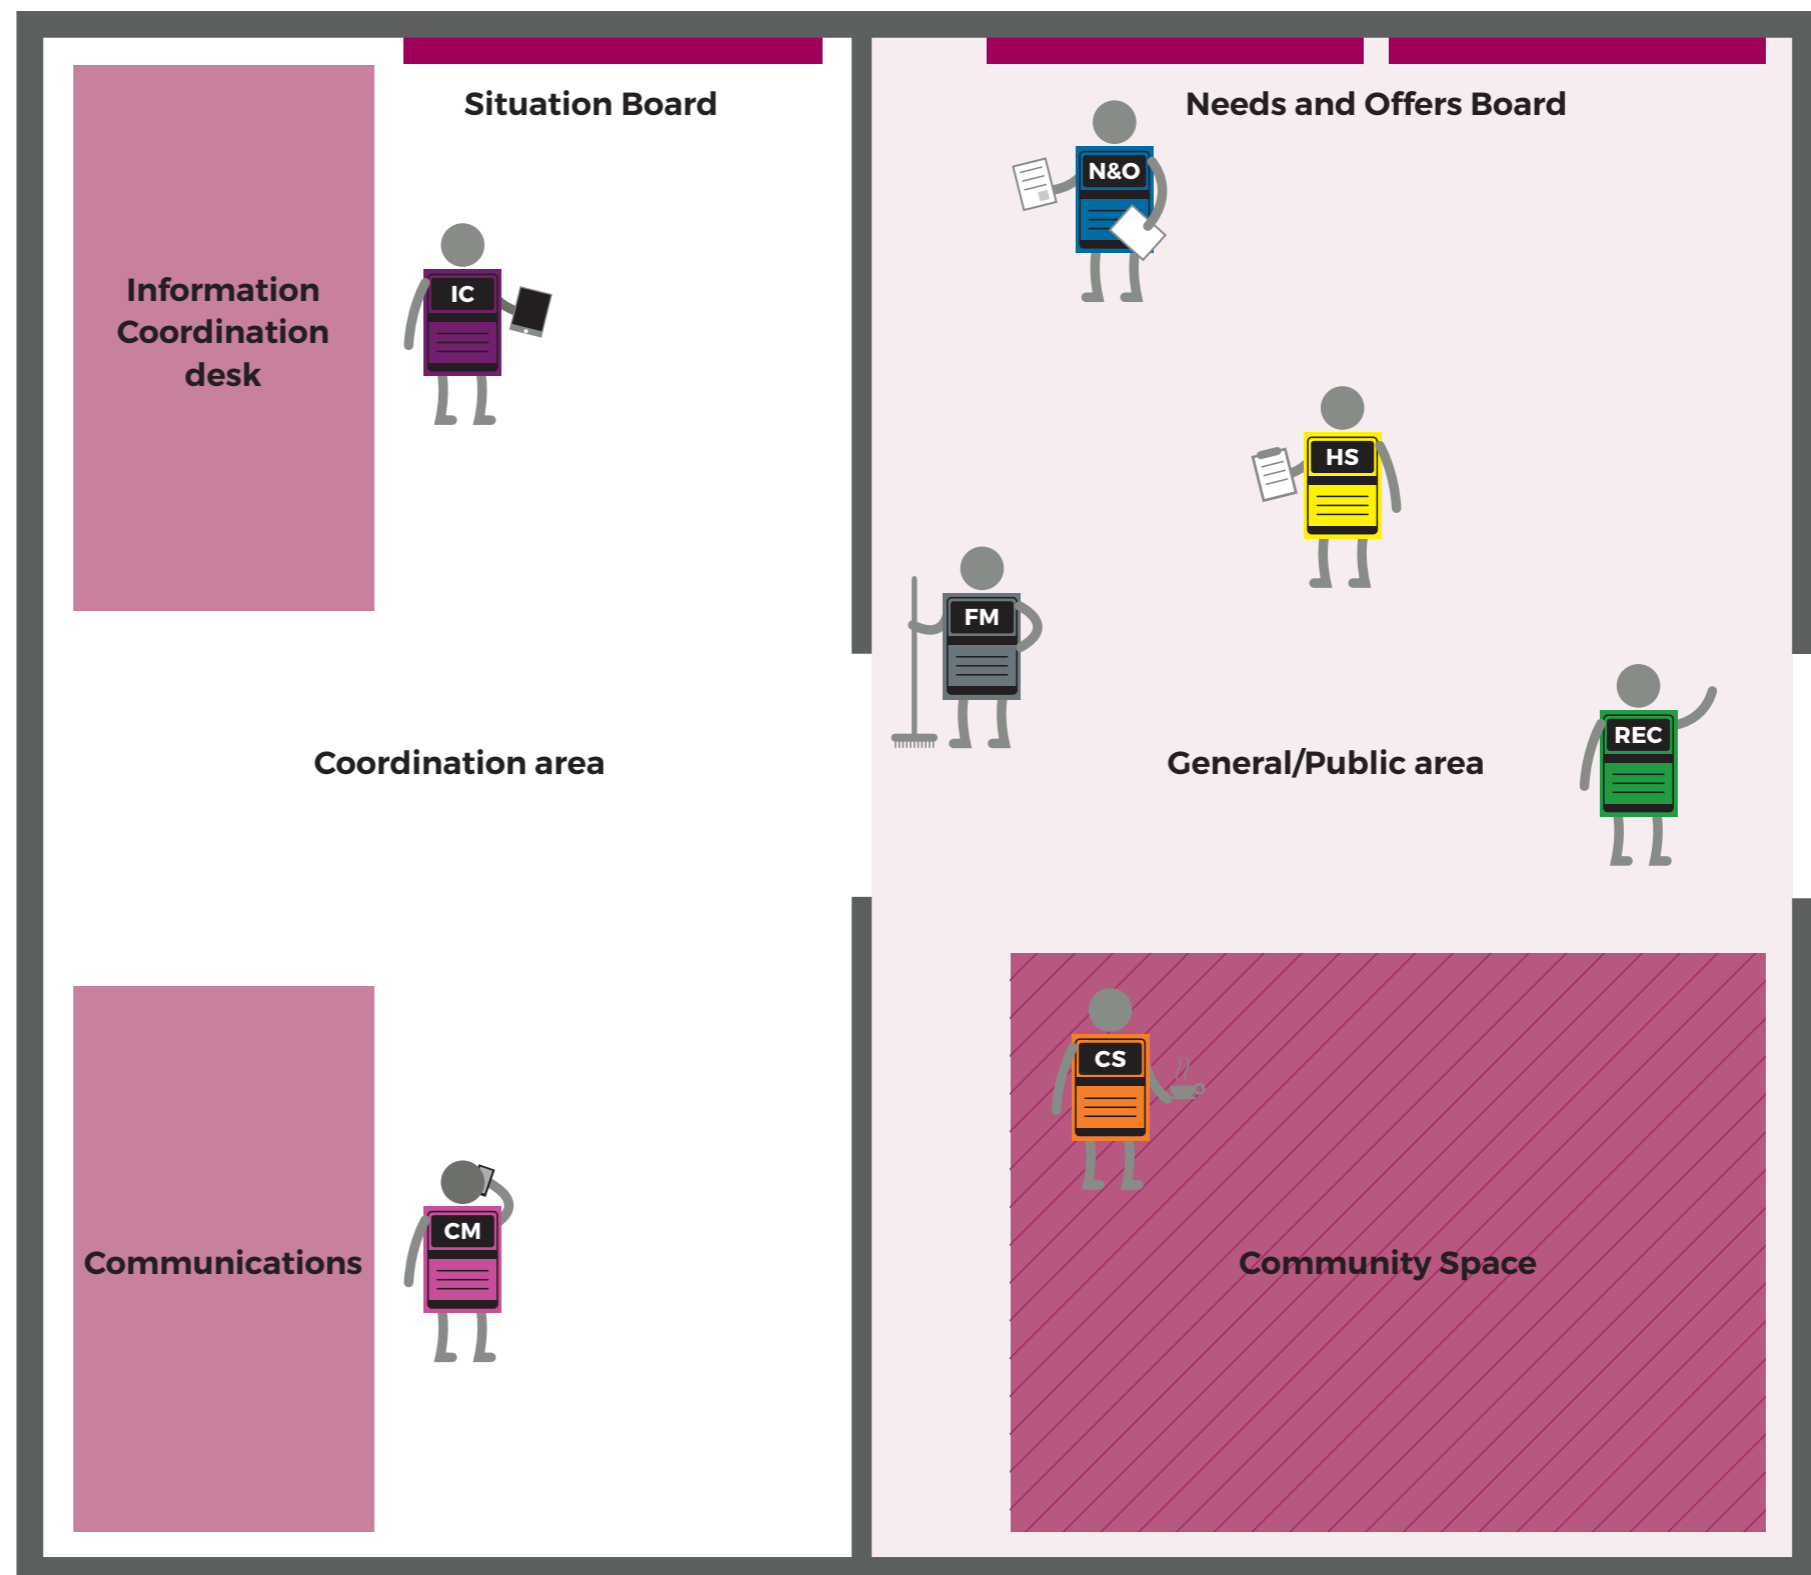 Situation Board
Needs and Offers Board
N&O
Information
Coordination
desk
IC
HS
FM
REC
Coordination area
General/Public area
CS
Communications
CM
Community Space